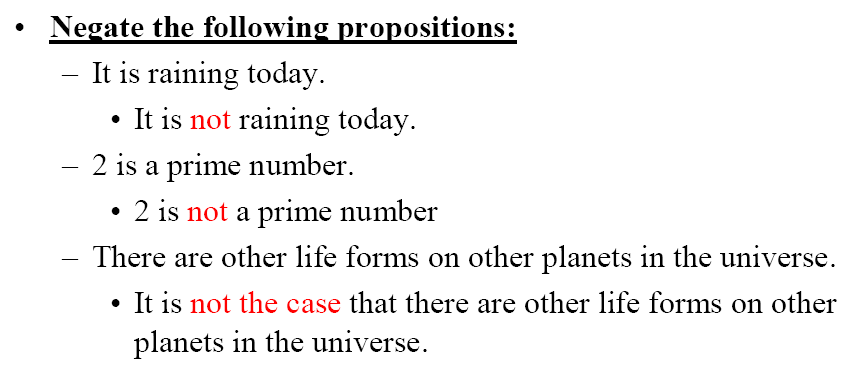 • Negate the following propositions:
– It is raining today.
• It is not raining today.
– 2 is a prime number.
• 2 is not a prime number
– There are other life forms on other planets in the universe.
• It is not the case that there are other life forms on other
planets in the universe.